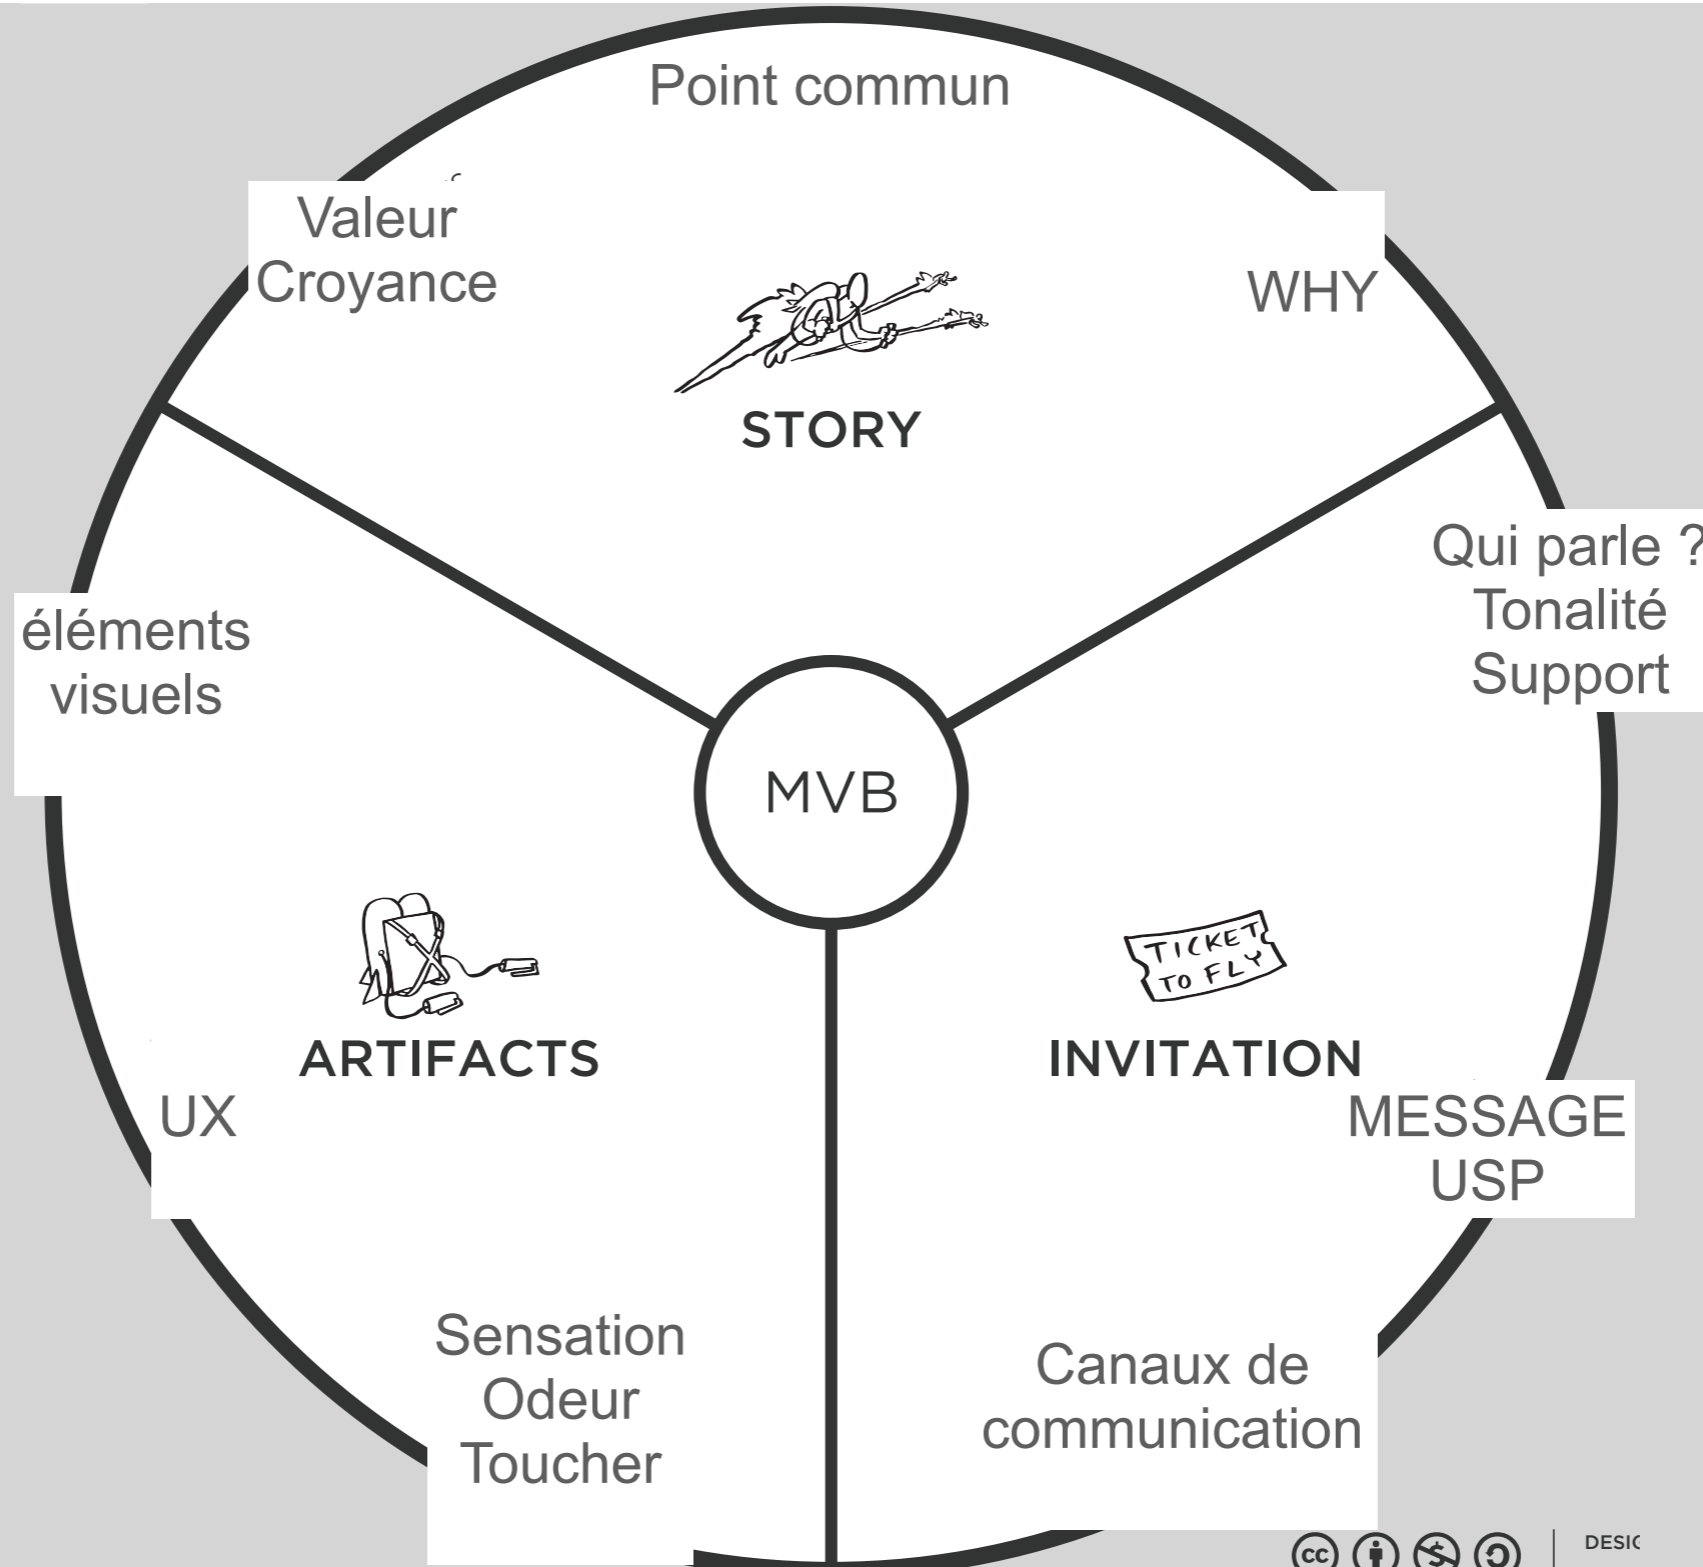 Point commun
Valeur
Croyance
WHY
STORY
Qui parle ?
Tonalité
Support
éléments
visuels
MVB
TICKET
TO FLY
ARTIFACTS
INVITATION
UX
MESSAGE
USP
Sensation
Odeur
Toucher
Canaux de
communication
cc